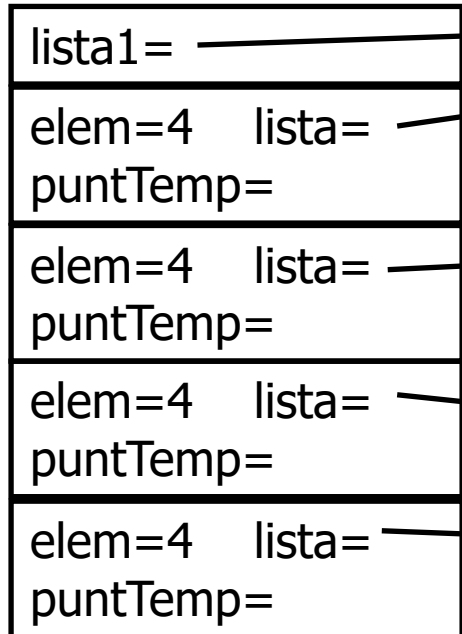 lista1=
elem=4 lista=
puntTemp=
elem=4 lista=
puntTemp=
elem=4 lista=
puntTemp=
elem=4 lista=
puntTemp=